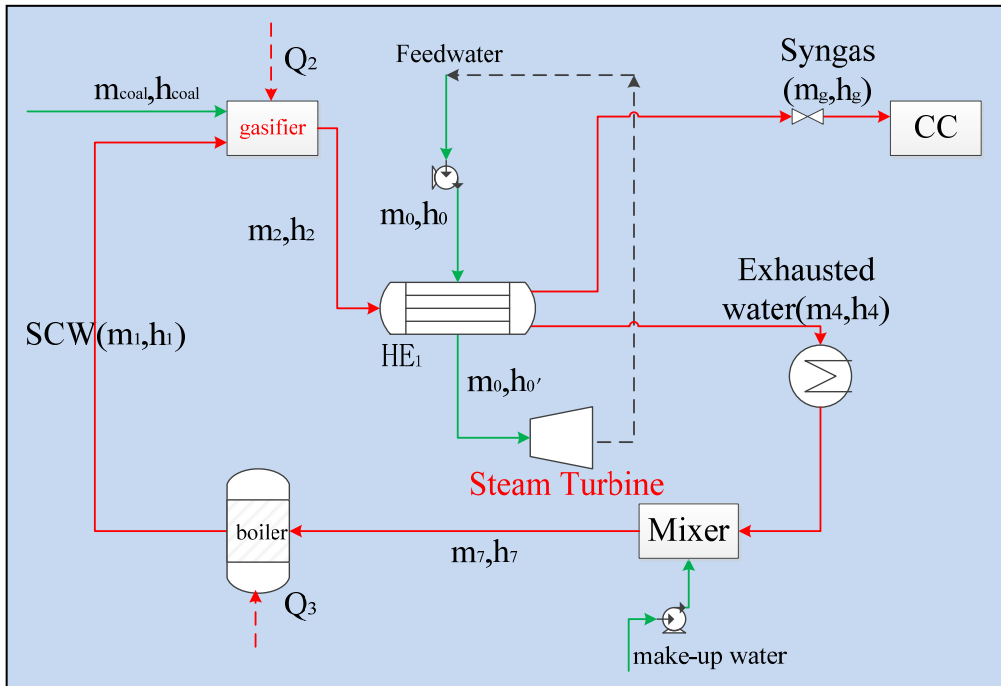 Q2
mcoal,hcoal
gasifier
Feedwater
Syngas
(mg,hg)
CC
m0,h0
m2,h2
Exhausted
water(m4,h4)
SCW(m1,h1)
HE1
m0,h0′
Steam Turbine
boiler
Mixer
m7,h7
Q3
make-up water